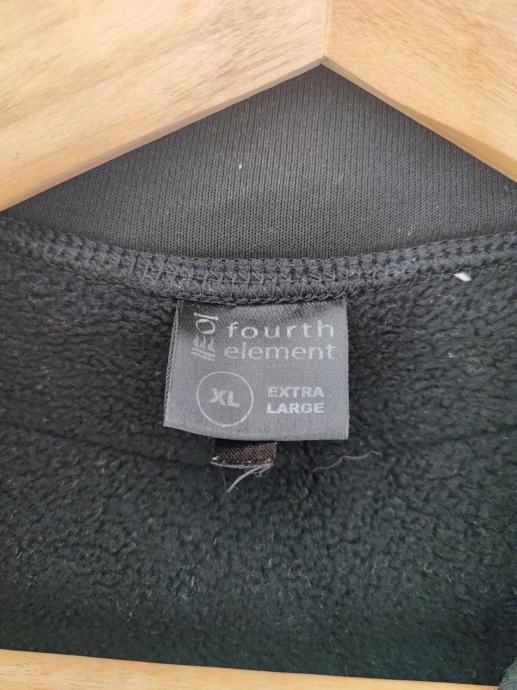 fourth
element
XL
EXTRA
LARGE